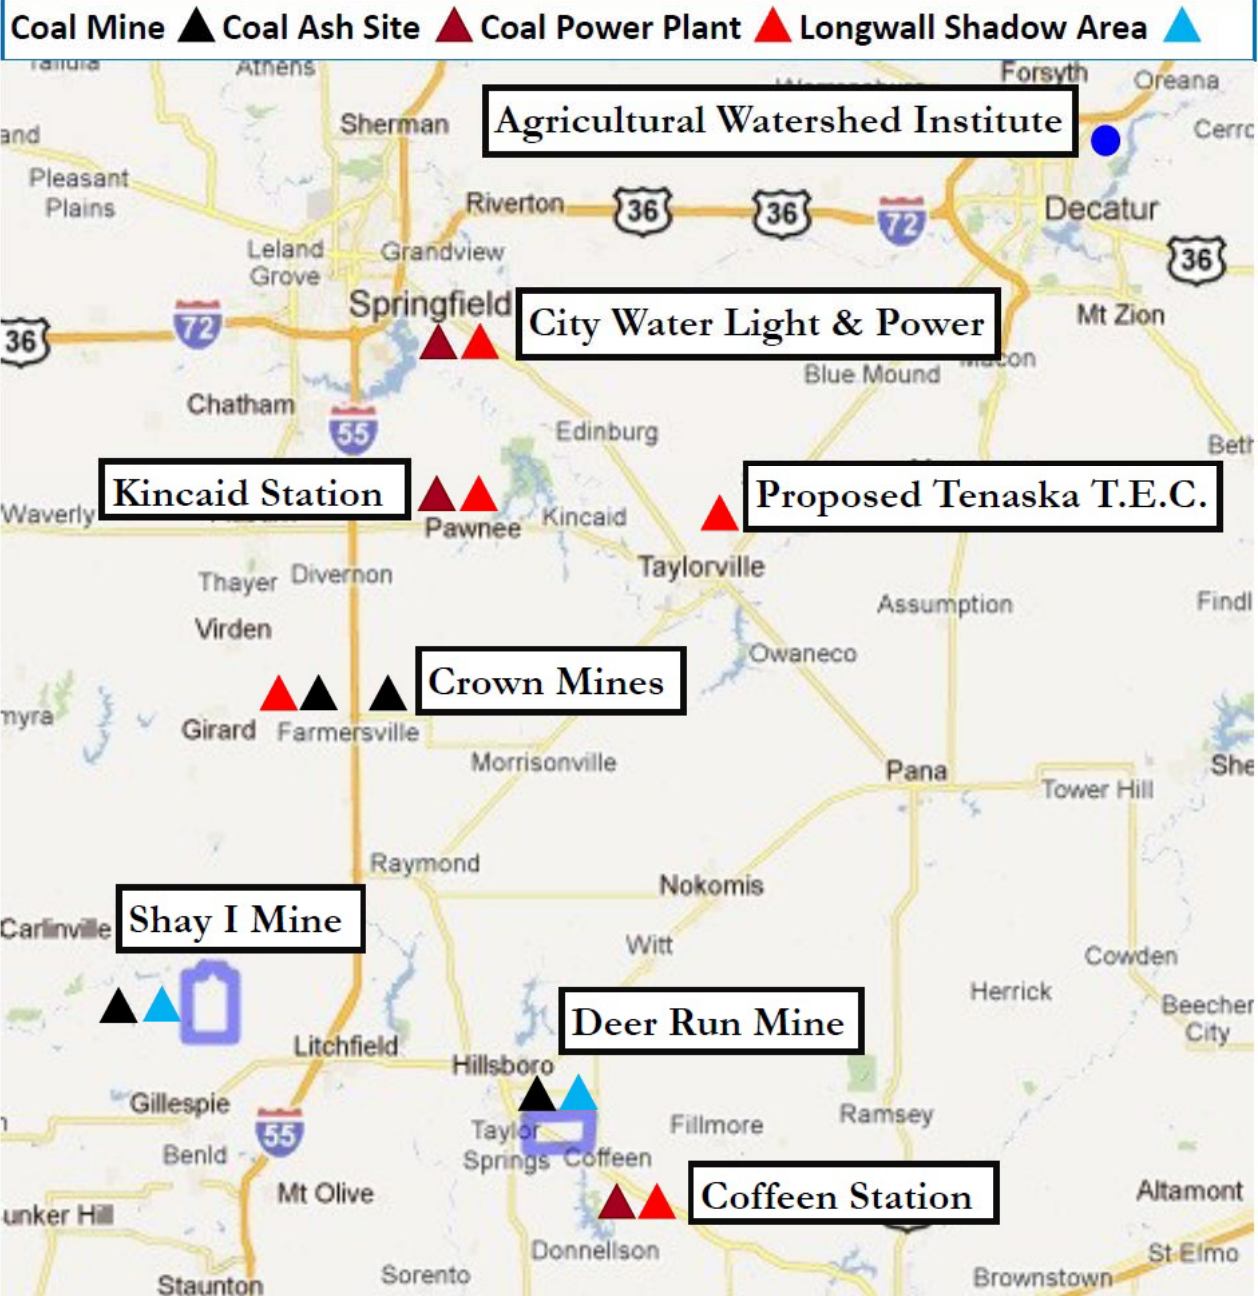 Coal Mine Coal Ash Site Coal Power Plant Longwall Shadow Area
Athens
Forsyth
Oreana
Sherman
Agricultural Watershed Institute
Pleasant
Plains
Riverton
36
36
72
Decatur
Leland
Grove
Grandview
36
Springfield
City Water Light & Power
Mt Zion
36
72
Blue Mound
Macon
Chatham
55
Edinburg
Kincaid Station
Proposed Tenaska T.E.C.
Waverly
Pawnee
Kincaid
Taylorville
Thayer
Divernon
Assumption
Virden
Owaneco
Crown Mines
Girard
Farmersville
Morrisonville
Pana
Tower Hill
Raymond
Nokomis
Carlinville
Shay I Mine
Witt
Cowden
Herrick
Beecher
City
Deer Run Mine
Litchfield
Hillsboro
Gillespie
55
Benld
Taylor
Springs
Coffeen
Fillmore
Ramsey
Mt Olive
Coffeen Station
Altamont
unker Hill
Donnellson
St Elmo
Staunton
Sorento
Brownstown